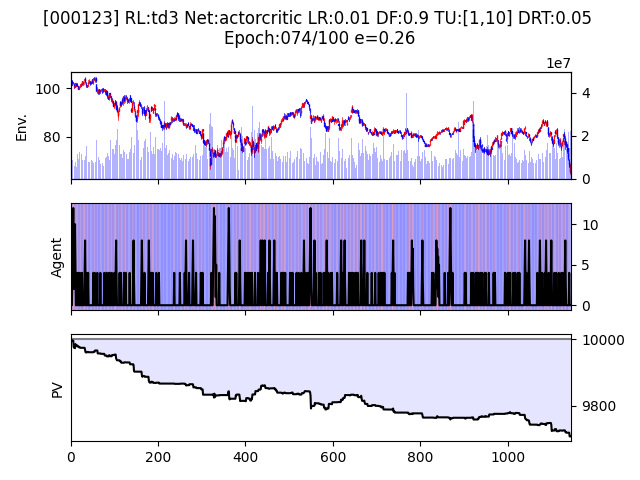 [000123] RL:td3 Net:actorcritic LR:0.01 DF:0.9 TU:[1,10] DRT:0.05
Epoch:074/100 e=0.26
1e7
Env.
100
80
4
2
0
Agent
10
5
0
PV
10000
9800
0 200 400 600 800 1000